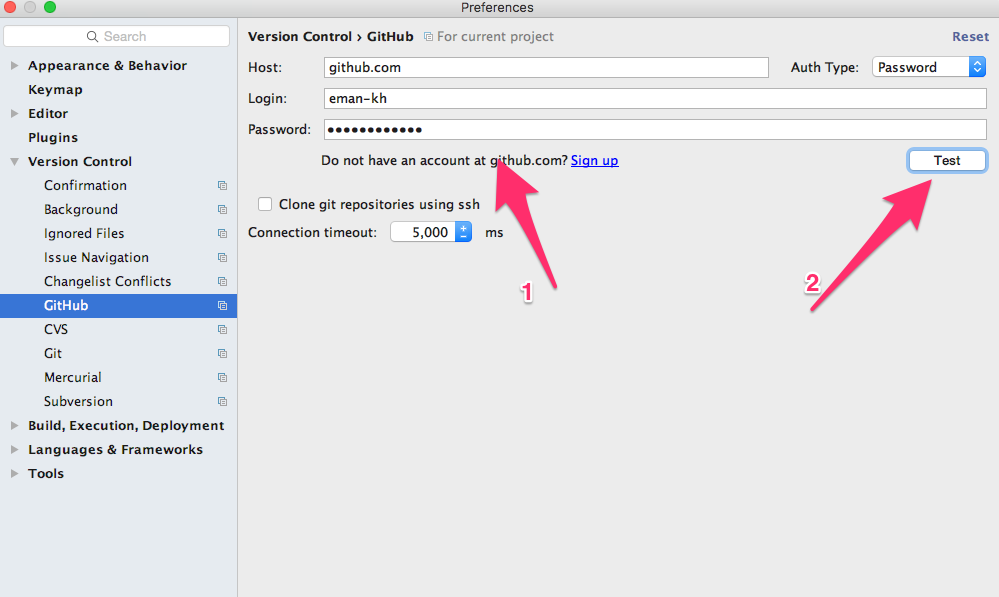 Preferences
Search
Appearance & Behavior
Keymap
Editor
Plugins
Version Control
Confirmation
Background
Ignored Files
Issue Navigation
Changelist Conflicts
GitHub
CVS
Git
Mercurial
Subversion
Build, Execution, Deployment
Languages & Frameworks
Tools
Version Control › GitHub For current project Reset
Host: github.com Auth Type: Password
Login: eman-kh
Password: ●●●●●●●●●●●●
Do not have an account at github.com? Sign up Test
Clone git repositories using ssh
Connection timeout: 5,000 ms
1
2